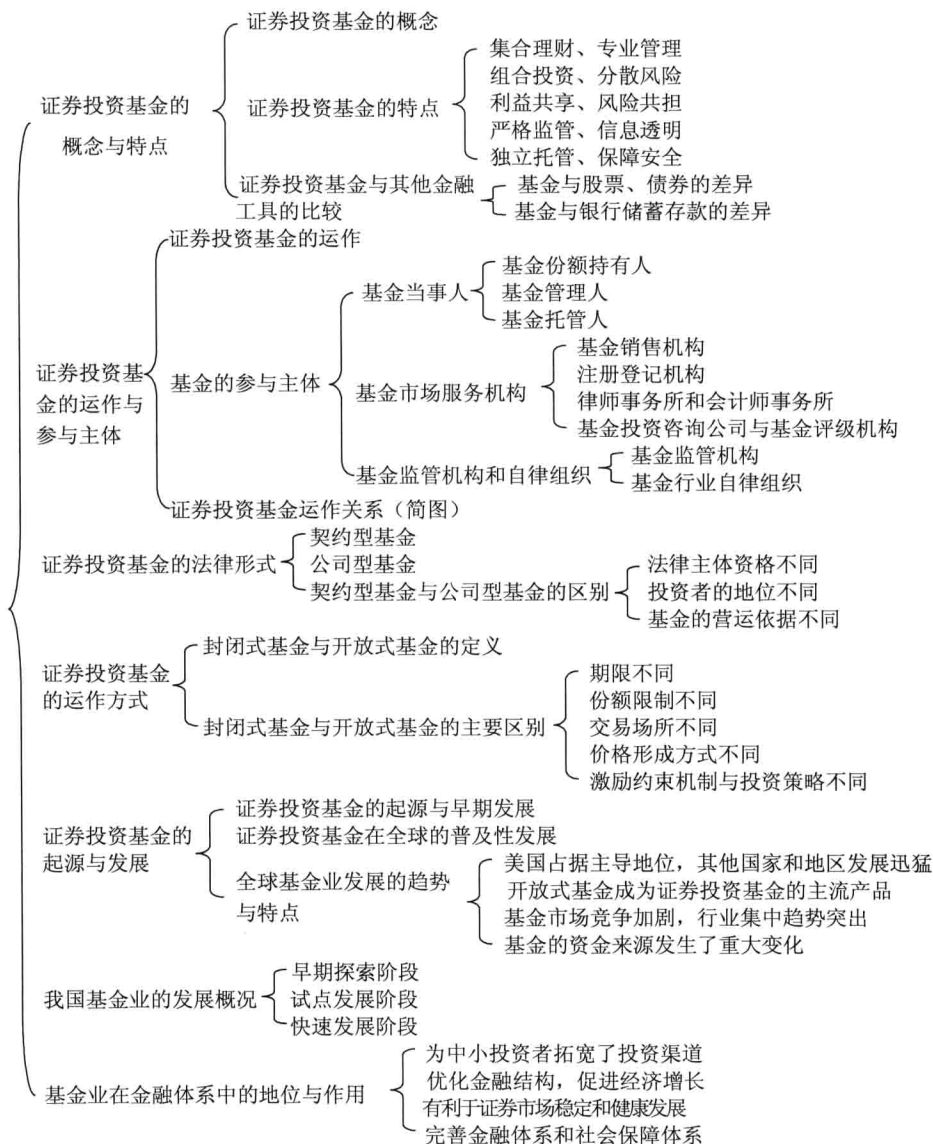 证券投资基金的概念与特点
证券投资基金的概念
证券投资基金的特点
集合理财、专业管理
组合投资、分散风险
利益共享、风险共担
严格监管、信息透明
独立托管、保障安全
证券投资基金与其他金融
工具的比较
基金与股票、债券的差异
基金与银行储蓄存款的差异
证券投资基
金的运作与
参与主体
证券投资基金的运作
基金的参与主体
基金当事人
基金份额持有人
基金管理人
基金托管人
基金市场服务机构
基金销售机构
注册登记机构
律师事务所和会计师事务所
基金投资咨询公司与基金评级机构
基金监管机构和自律组织
基金监管机构
基金行业自律组织
证券投资基金运作关系（简图）
证券投资基金的法律形式
契约型基金
公司型基金
契约型基金与公司型基金的区别
法律主体资格不同
投资者的地位不同
基金的营运依据不同
证券投资基金
的运作方式
封闭式基金与开放式基金的定义
封闭式基金与开放式基金的主要区别
期限不同
份额限制不同
交易场所不同
价格形成方式不同
激励约束机制与投资策略不同
证券投资基金的
起源与发展
证券投资基金的起源与早期发展
证券投资基金在全球的普及性发展
全球基金业发展的趋势
与特点
美国占据主导地位，其他国家和地区发展迅猛
开放式基金成为证券投资基金的主流产品
基金市场竞争加剧，行业集中趋势突出
基金的资金来源发生了重大变化
我国基金业的发展概况
早期探索阶段
试点发展阶段
快速发展阶段
基金业在金融体系中的地位与作用
为中小投资者拓宽了投资渠道
优化金融结构，促进经济增长
有利于证券市场稳定和健康发展
完善金融体系和社会保障体系